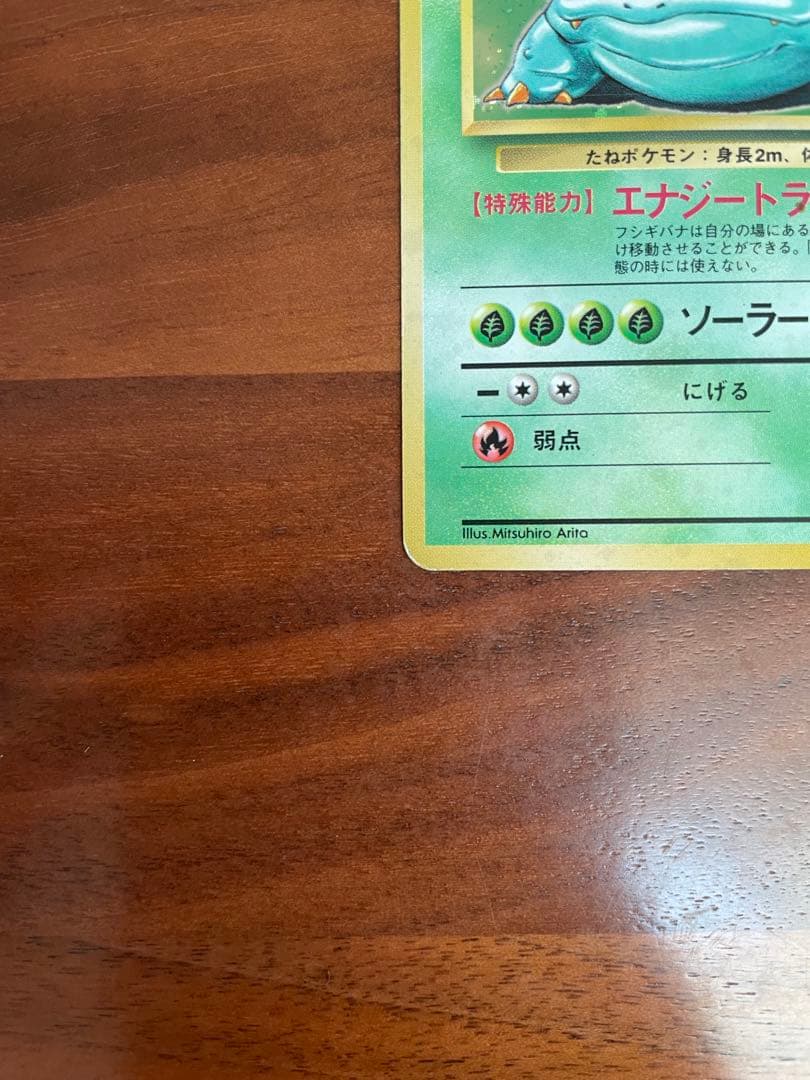 たねポケモン：身長2m、体
【特殊能力】 エナジートラ
フシギバナは自分の場にある
け移動させることができる。
態の時には使えない。
ソーラー
にげる
弱点
Illus.Mitsuhiro Arita